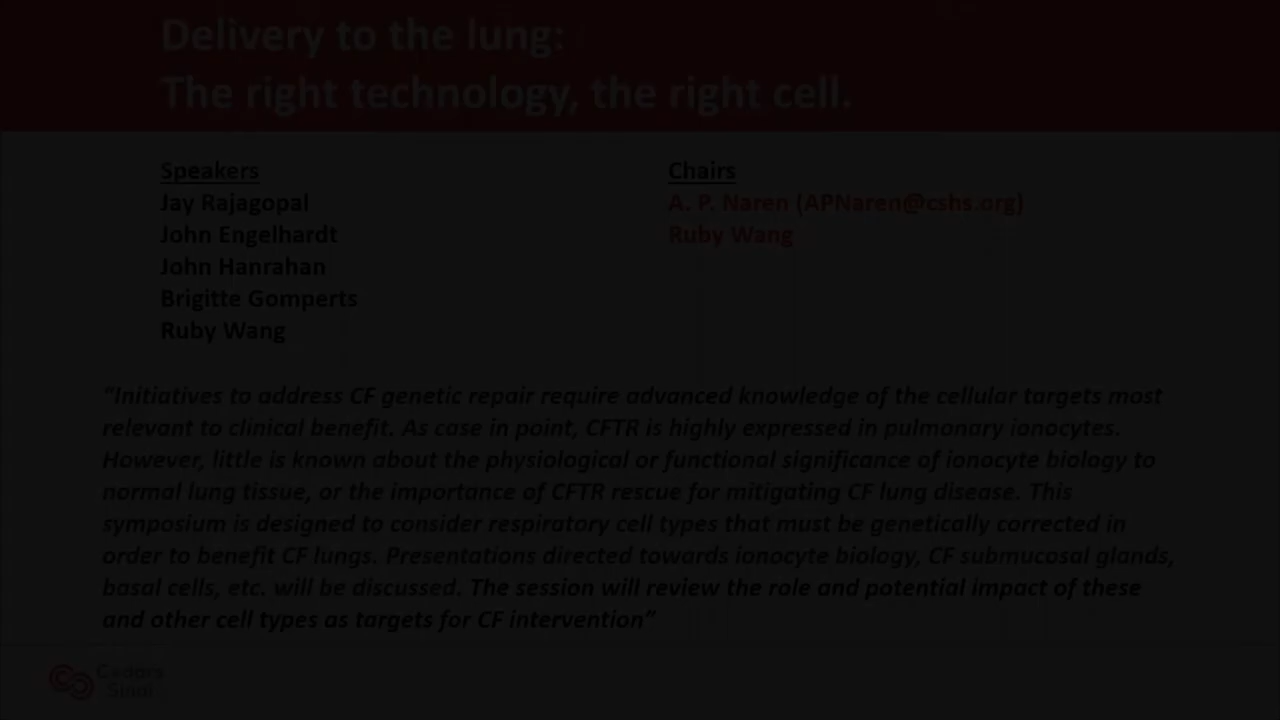 Delivery to the lung:
The right technology, the right cell.
Speakers
Jay Rajagopal
John Engelhardt
John Hanrahan
Brigitte Gomperts
Ruby Wang
Chairs
A. P. Naren (APNaren@cshs.org)
Ruby Wang
“Initiatives to address CF genetic repair require advanced knowledge of the cellular targets most
relevant to clinical benefit. As case in point, CFTR is highly expressed in pulmonary ionocytes.
However, little is known about the physiological or functional significance of ionocyte biology to
normal lung tissue, or the importance of CFTR rescue for mitigating CF lung disease. This
symposium is designed to consider respiratory cell types that must be genetically corrected in
order to benefit CF lungs. Presentations directed towards ionocyte biology, CF submucosal glands,
basal cells, etc. will be discussed. The session will review the role and potential impact of these
and other cell types as targets for CF intervention”
Cedars
Sinai